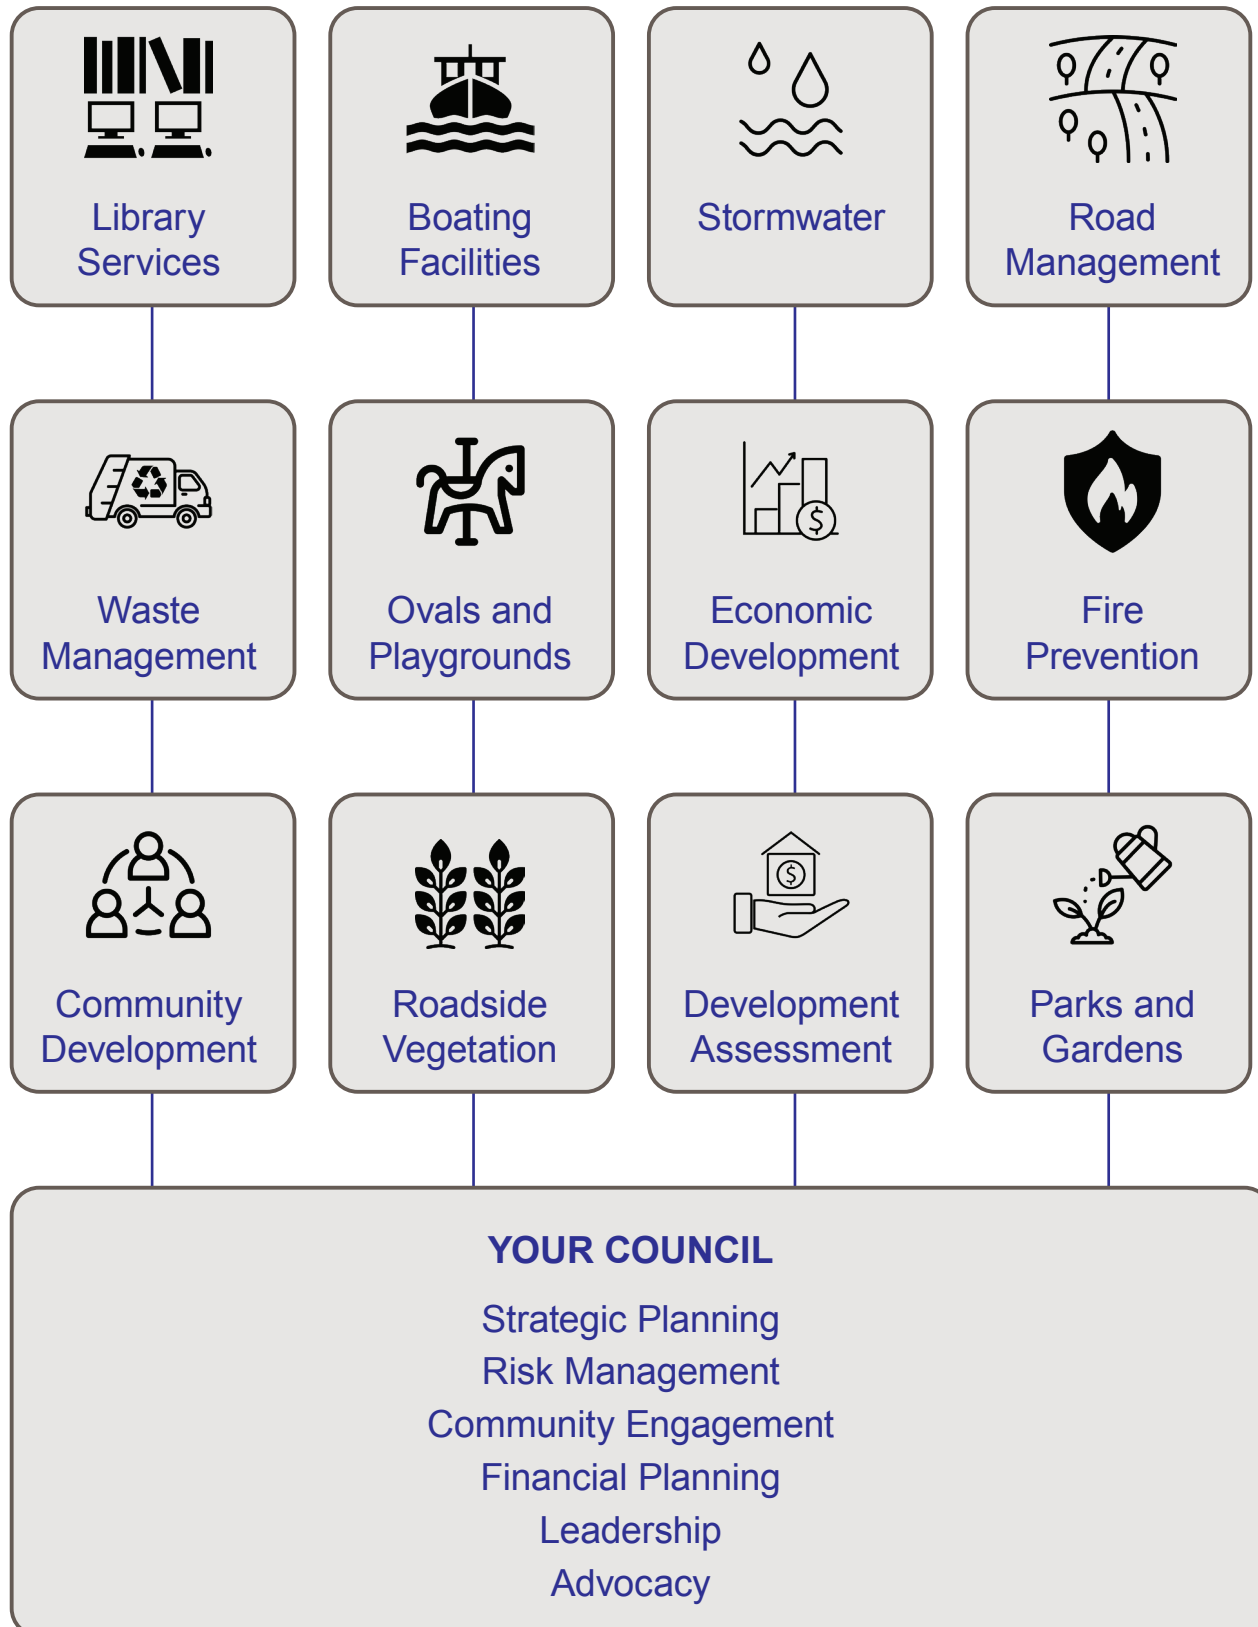 Library
Services
Boating
Facilities
Stormwater
Road
Management
Waste
Management
Ovals and
Playgrounds
Economic
Development
Fire
Prevention
Community
Development
Roadside
Vegetation
Development
Assessment
Parks and
Gardens
YOUR COUNCIL
Strategic Planning
Risk Management
Community Engagement
Financial Planning
Leadership
Advocacy